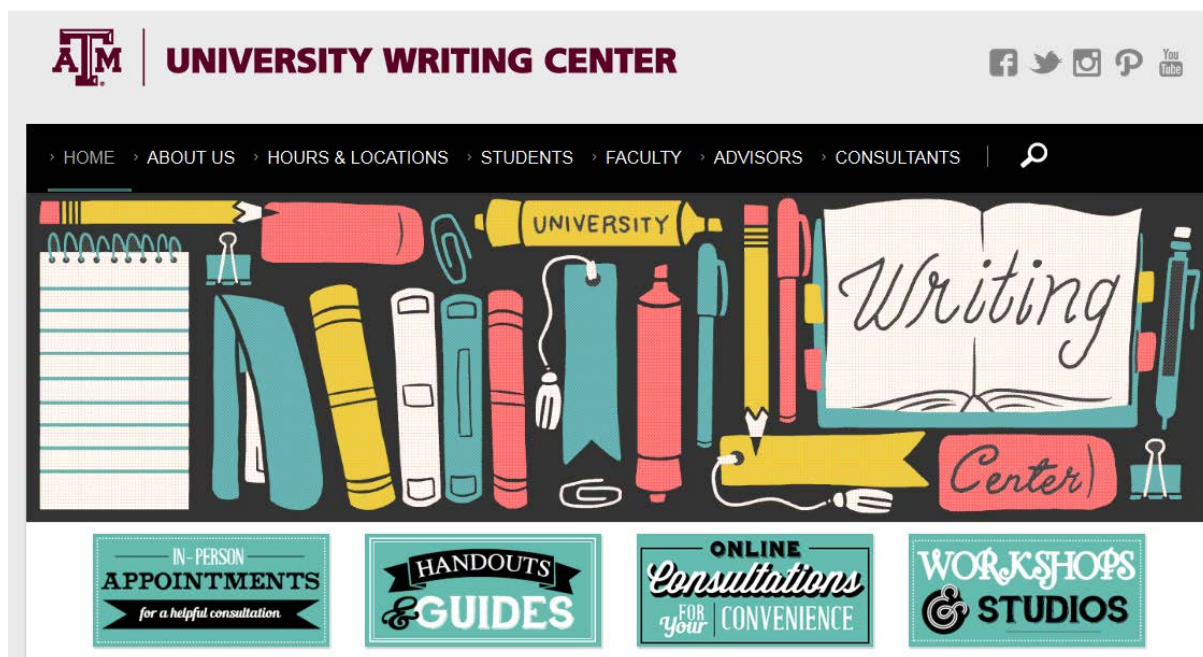 ATM UNIVERSITY WRITING CENTER
You Tube
HOME ABOUT US HOURS & LOCATIONS STUDENTS FACULTY ADVISORS CONSULTANTS
UNIVERSITY
Writing
Center
IN-PERSON
APPOINTMENTS
for a helpful consultation
HANDOUTS
& GUIDES
ONLINE
Consultations
FOR Your CONVENIENCE
WORKSHOPS
& STUDIOS